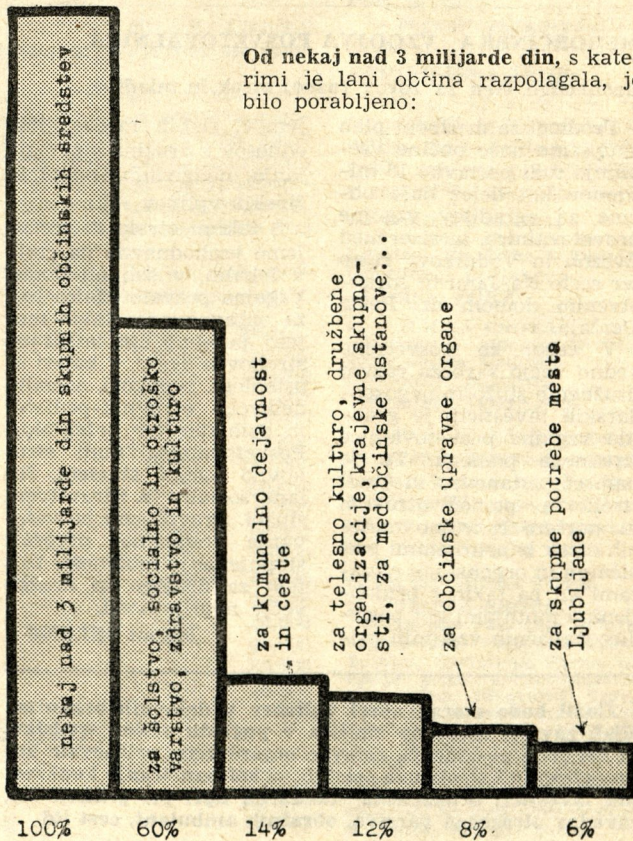 Od nekaj nad 3 milijarde din, s kate
rimi je lani občina razpolagala, je
bilo porabljeno:
nekaj nad 3 milijarde din skupnih občinskih sredstev
za šolstvo, socialno in otroško
varstvo, zdravstvo in kulturo
za komunalno dejavnost
in ceste
za telesno kulturo, družbene
organizacije,krajevne skupno-
sti, za medobčinske ustanove...
za občinske upravne organe
za skupne potrebe mesta
Ljubljane
100% 60% 14% 12% 8% 6%